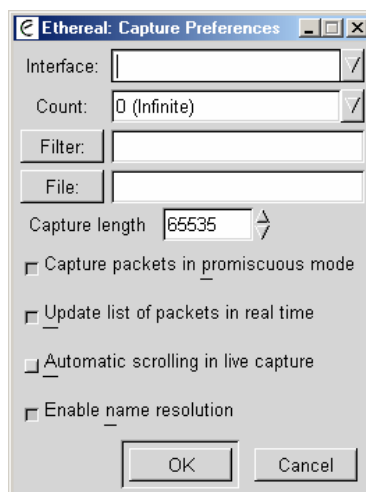 Ethereal: Capture Preferences
Interface:
Count: 0 (Infinite)
Filter:
File:
Capture length 65535
Capture packets in promiscuous mode
Update list of packets in real time
Automatic scrolling in live capture
Enable name resolution
OK Cancel